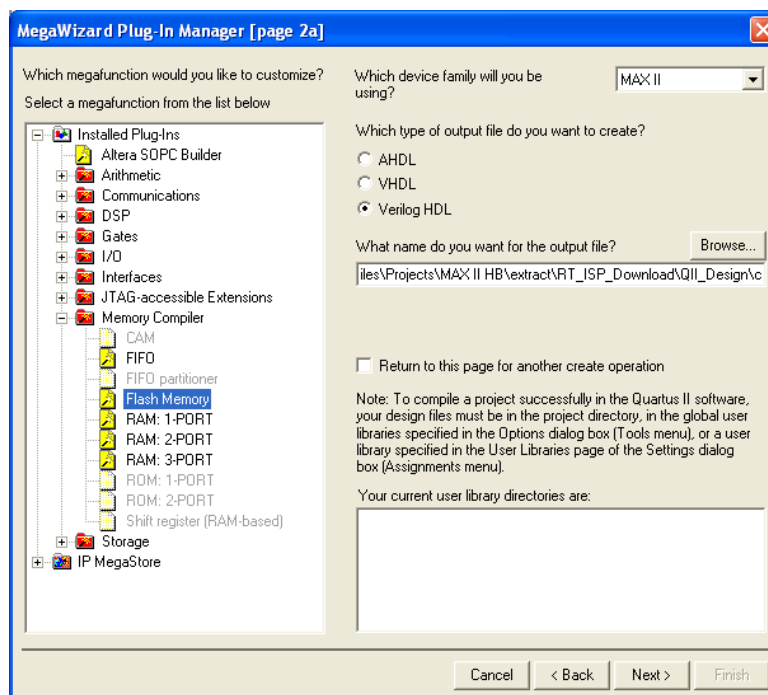 MegaWizard Plug-In Manager [page 2a]
Which megafunction would you like to customize?
Select a megafunction from the list below
Installed Plug-Ins
Altera SOPC Builder
Arithmetic
Communications
DSP
Gates
I/O
Interfaces
JTAG-accessible Extensions
Memory Compiler
CAM
FIFO
FIFO partitioner
Flash Memory
RAM: 1-PORT
RAM: 2-PORT
RAM: 3-PORT
ROM: 1-PORT
ROM: 2-PORT
Shift register (RAM-based)
Storage
IP MegaStore
Which device family will you be
using?
MAX II
Which type of output file do you want to create?
AHDL
VHDL
Verilog HDL
What name do you want for the output file?
Browse...
iles\Projects\MAX II HB\extract\RT_ISP_Download\QII_Design\c
Return to this page for another create operation
Note: To compile a project successfully in the Quartus II software,
your design files must be in the project directory, in the global user
libraries specified in the Options dialog box (Tools menu), or a user
library specified in the User Libraries page of the Settings dialog
box (Assignments menu).
Your current user library directories are:
Cancel
< Back
Next >
Finish